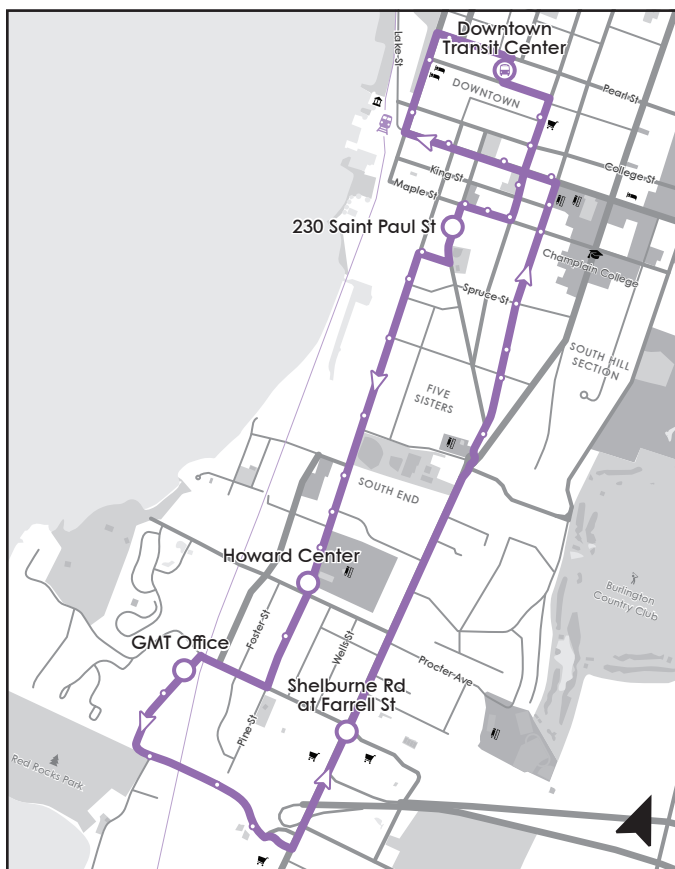 Downtown
Transit Center
Lake St
Pearl St
DOWNTOWN
College St
King St
Maple St
230 Saint Paul St
Champlain College
Spruce St
SOUTH HILL
SECTION
FIVE
SISTERS
SOUTH END
Howard Center
Burlington
Country Club
Foster St
GMT Office
Wells St
Procter Ave
Shelburne Rd
at Farrell St
Pine St
Red Rocks Park